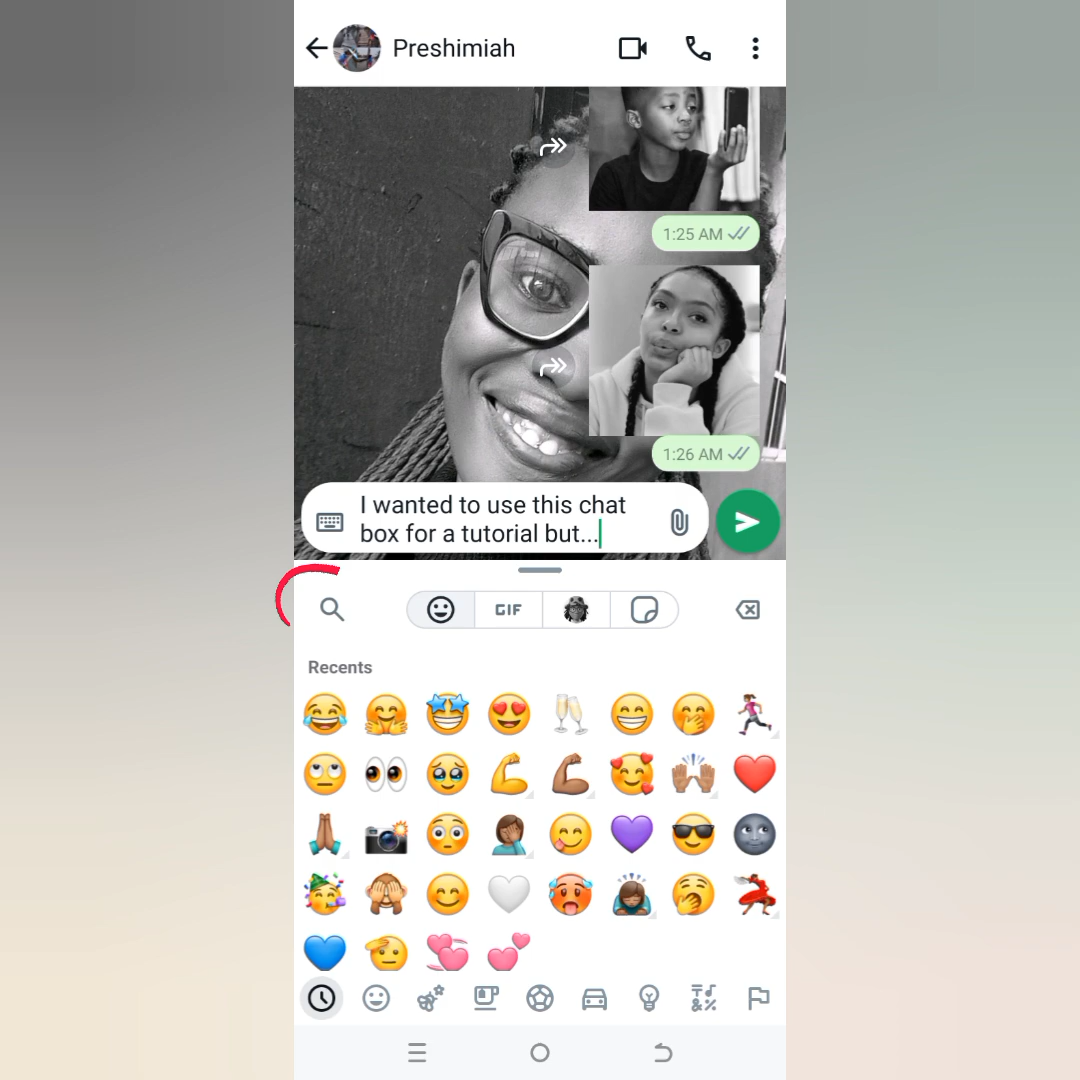 Preshimiah
1:25 AM
1:26 AM
I wanted to use this chat
box for a tutorial but...
GIF
Recents